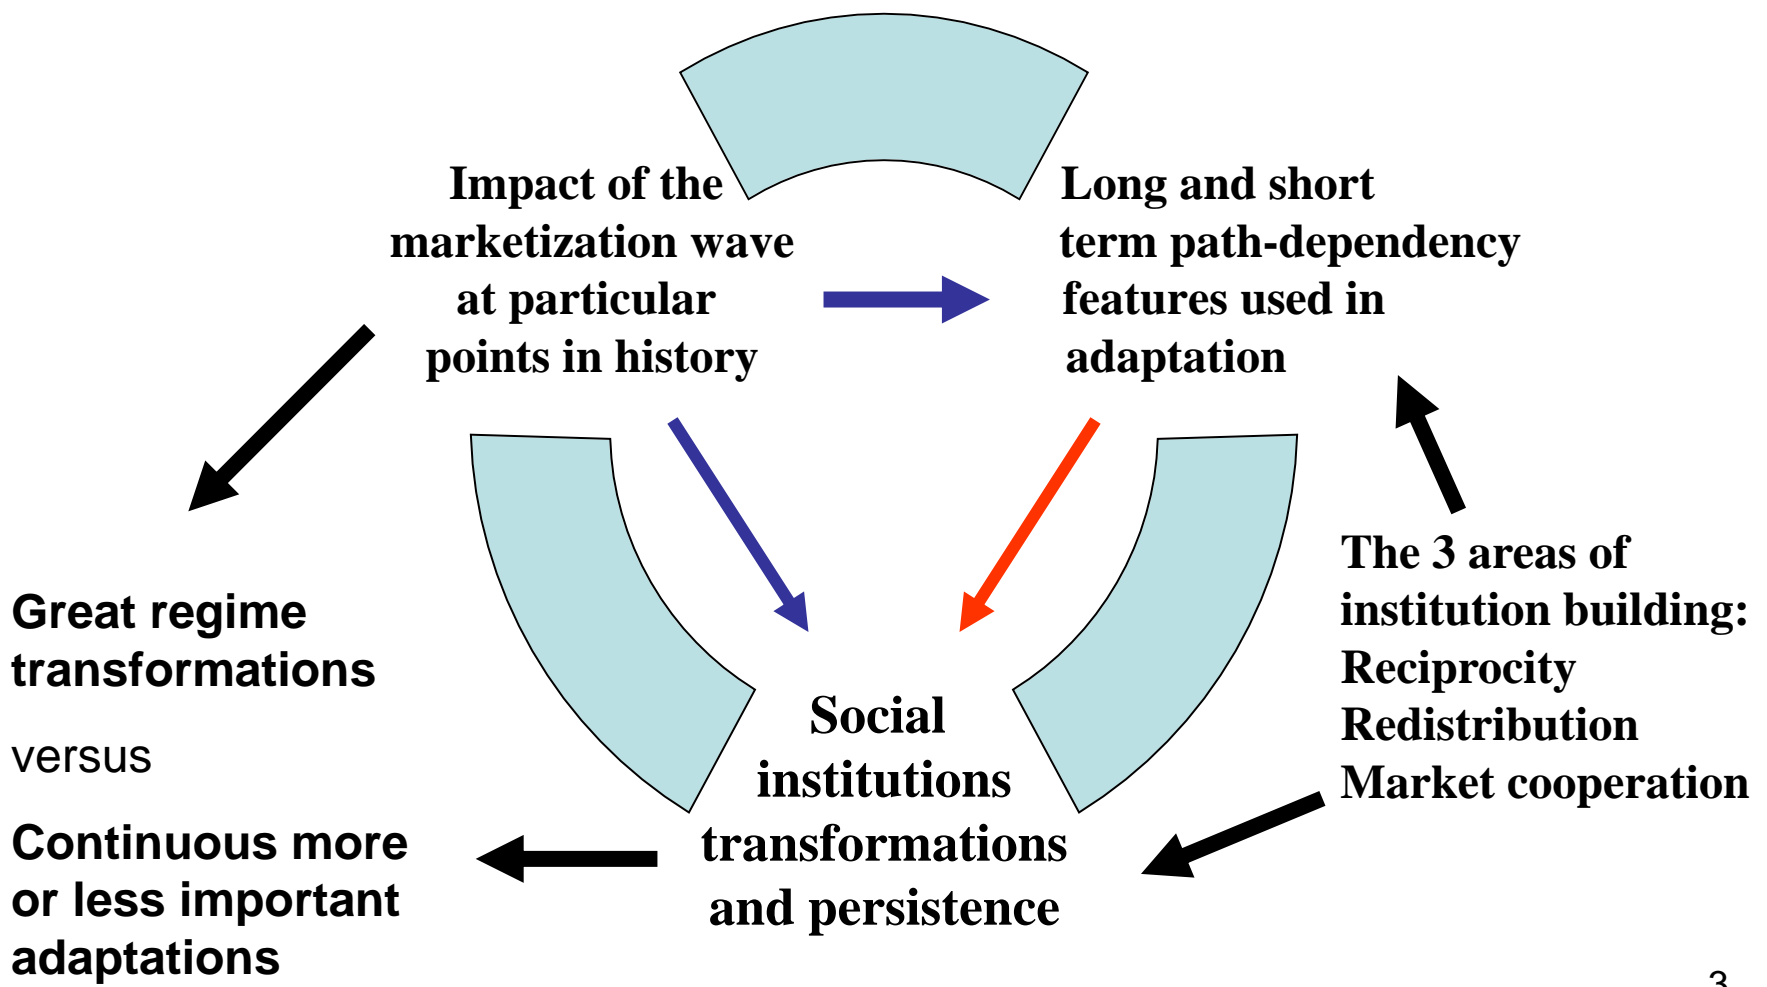 Impact of the
marketization wave
at particular
points in history
Long and short
term path-dependency
features used in
adaptation
The 3 areas of
institution building:
Reciprocity
Redistribution
Market cooperation
Great regime
transformations
versus
Continuous more
or less important
adaptations
Social
institutions
transformations
and persistence
3